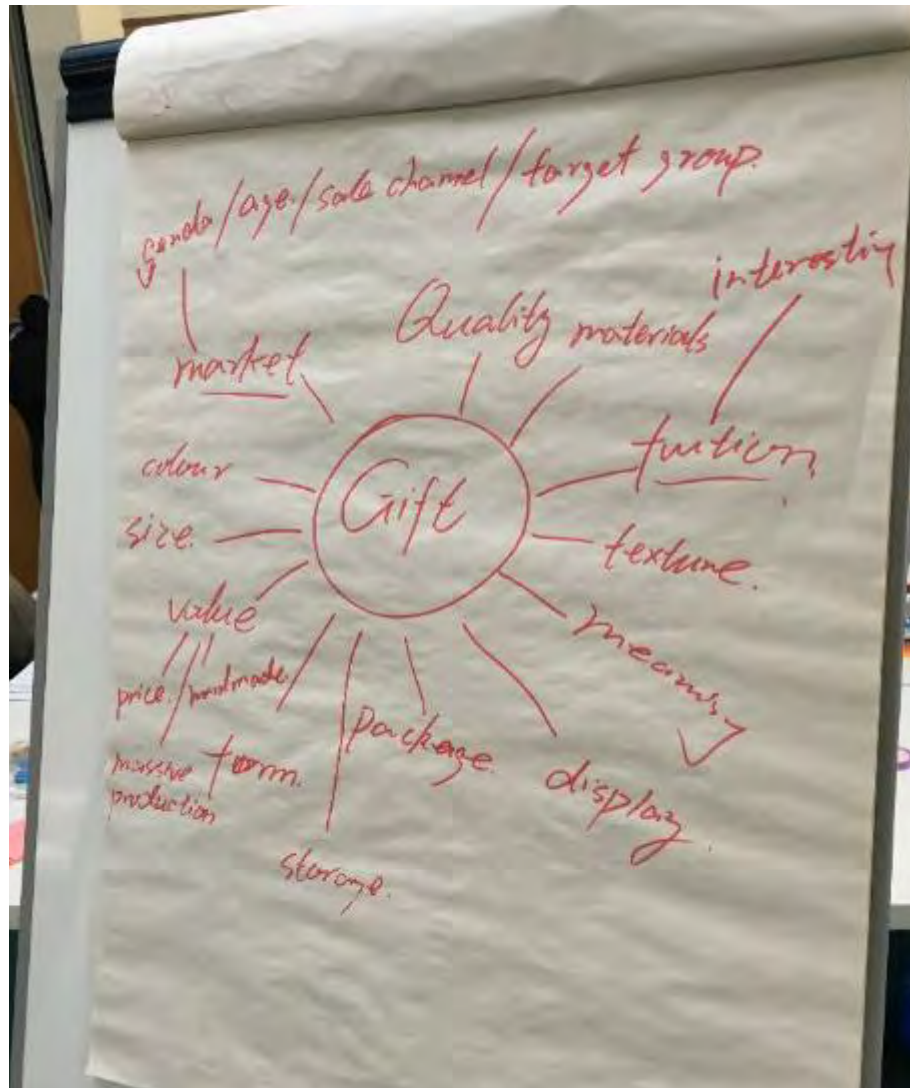 Gender/age/sale channel/target group.
interesting
Quality materials
market
Gift
colour
fuction
size.
texture.
value
meaning
price. handmade.
package.
massive form.
production
display.
storage.